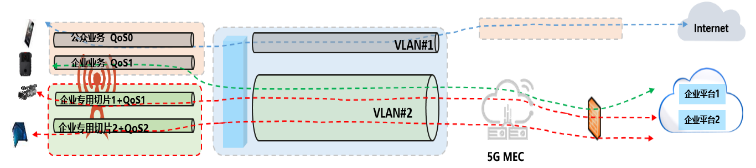 公众业务 QoS0
企业业务 QoS1
企业专用切片1+QoS1
企业专用切片2+QoS2
VLAN#1
VLAN#2
5G MEC
Internet
企业平台1
企业平台2